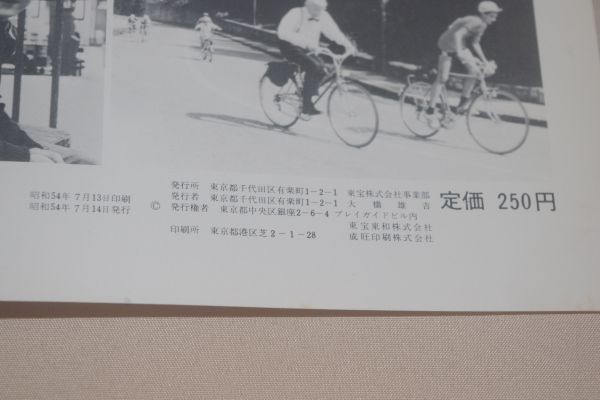 昭和54年 7月13日印刷
昭和54年 7月14日発行
©
発行所 東京都千代田区有楽町1-2-1 東宝株式会社事業部
発行者 東京都千代田区有楽町1-2-1 大橋雄吉
発行権者 東京都中央区銀座2-6-4 プレイガイドビル内
東宝東和株式会社
印刷所 東京都港区芝2-1-28 成旺印刷株式会社
定価 250円